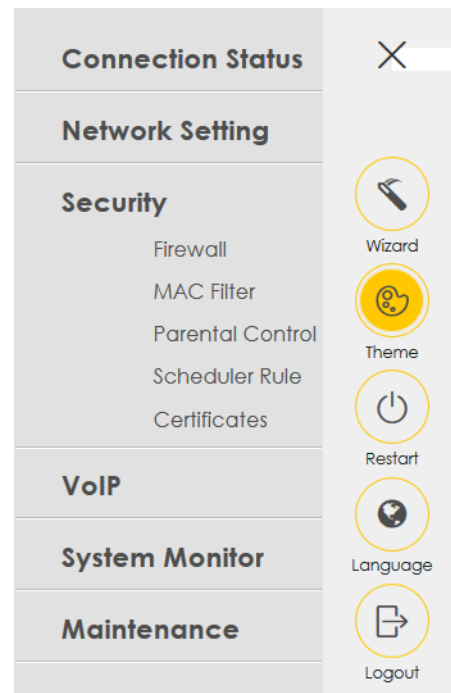 Connection Status
Network Setting
Security
Firewall
MAC Filter
Parental Control
Scheduler Rule
Certificates
VoIP
System Monitor
Maintenance
Wizard
Theme
Restart
Language
Logout